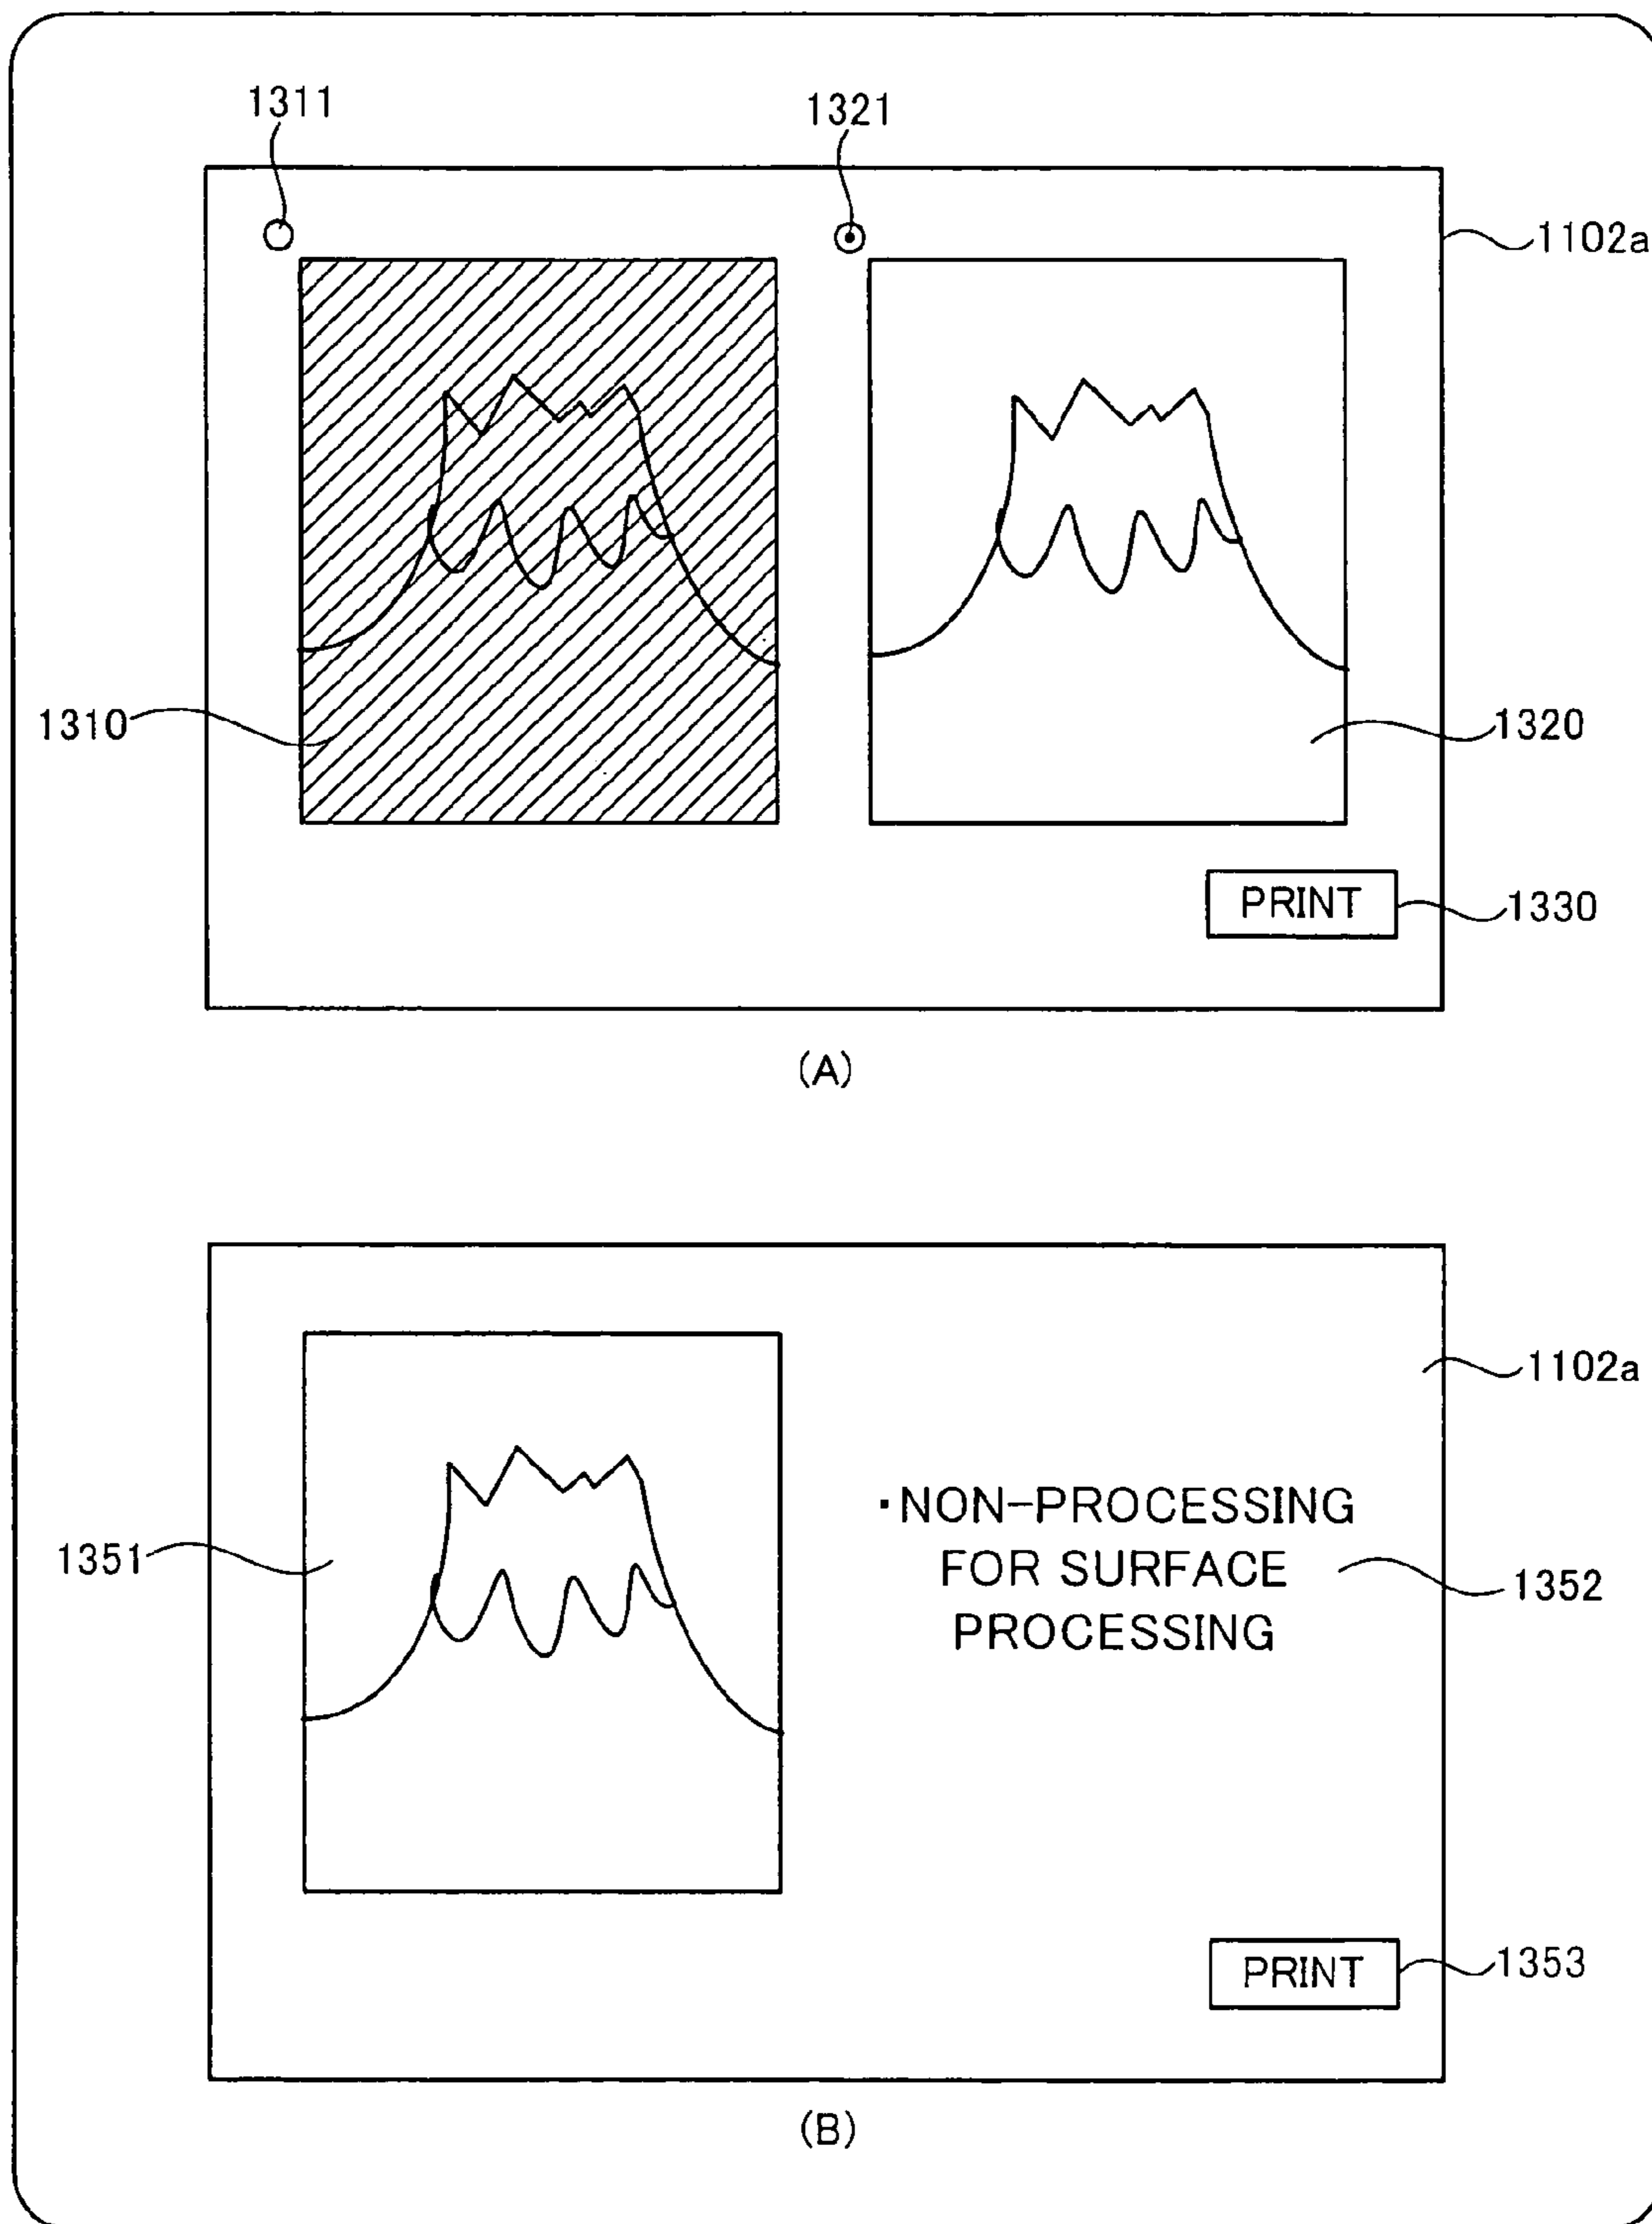 1311
1321
1102a
1310
1320
PRINT
1330
(A)
1102a
1351
・NON-PROCESSING
FOR SURFACE
PROCESSING
1352
PRINT
1353
(B)